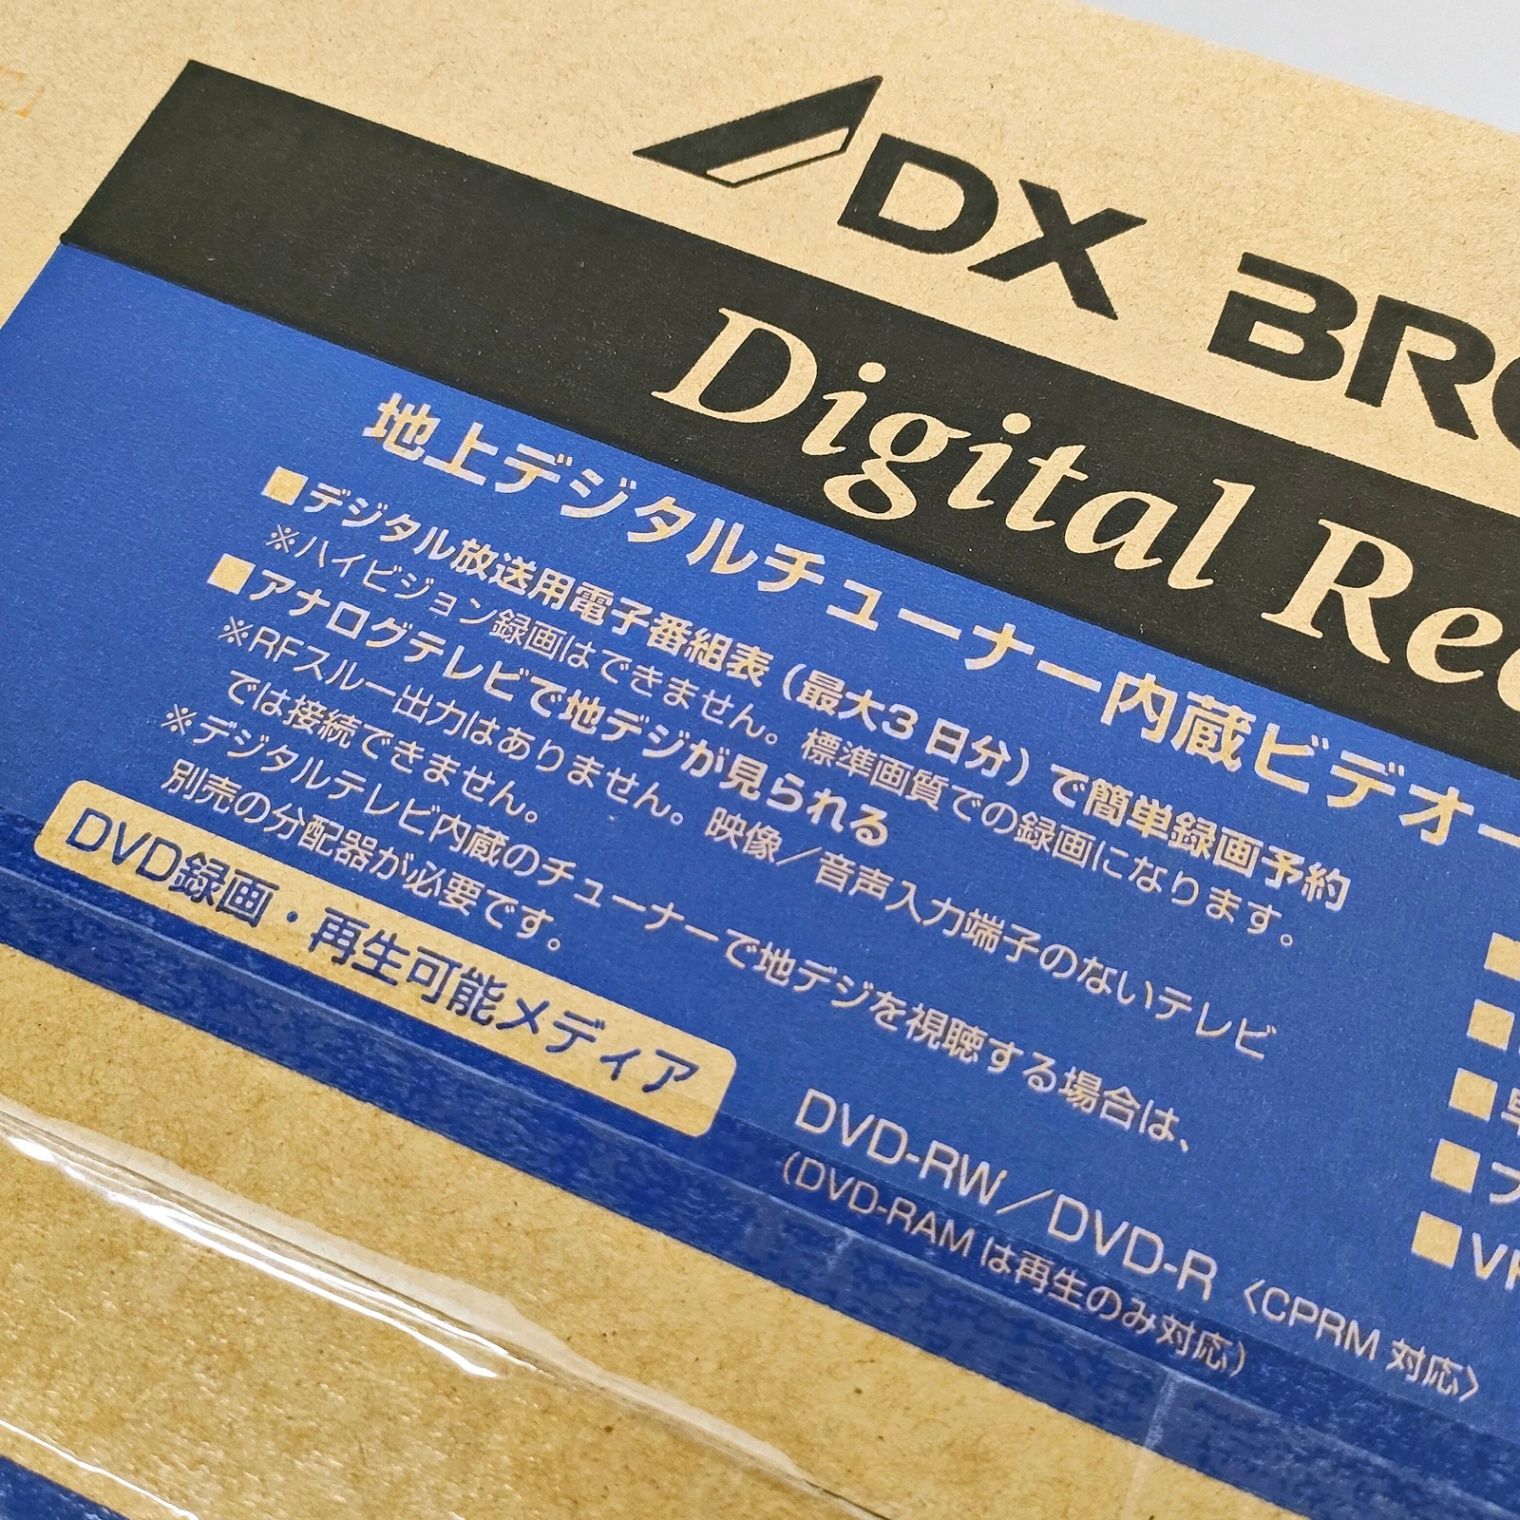 DX BR
Digital Re
地上デジタルチューナー内蔵ビデオ
■デジタル放送用電子番組表（最大3日分）で簡単録画予約
※ハイビジョン録画はできません。標準画質での録画になります。
■アナログテレビで地デジが見られる
※RFスルー出力はありません。映像／音声入力端子のないテレビ
では接続できません。
※デジタルテレビ内蔵のチューナーで地デジを視聴する場合は、
別売の分配器が必要です。
DVD録画・再生可能メディア
DVD-RW／DVD-R〈CPRM対応〉
（DVD-RAMは再生のみ対応）